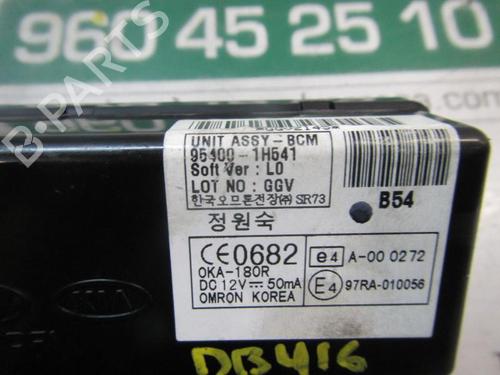 960 45 25 10
B-PARTS
UNIT ASSY-BCM
95400-1H541
Soft Ver : L0
LOT NO : GGV
한국오므론전장㈜ SR73
B54
정원숙
CE0682
OKA-180R
DC 12V ⎓ 50mA
OMRON KOREA
e4 A-00 0272
E4 97RA-010056
KIA
DB416